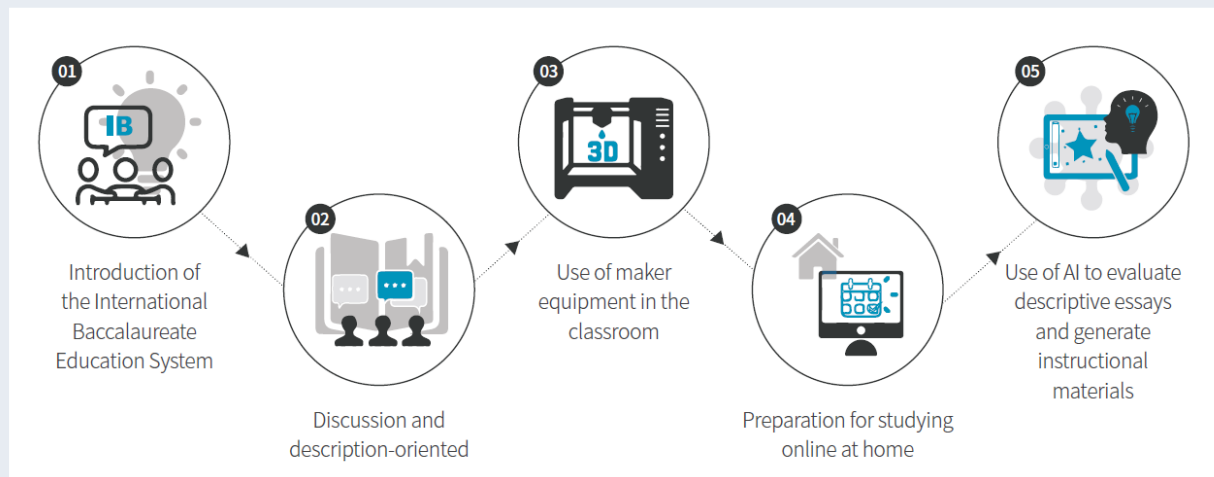 01
IB
Introduction of
the International
Baccalaureate
Education System
02
Discussion and
description-oriented
03
3D
Use of maker
equipment in the
classroom
04
Preparation for studying
online at home
05
Use of AI to evaluate
descriptive essays
and generate
instructional
materials